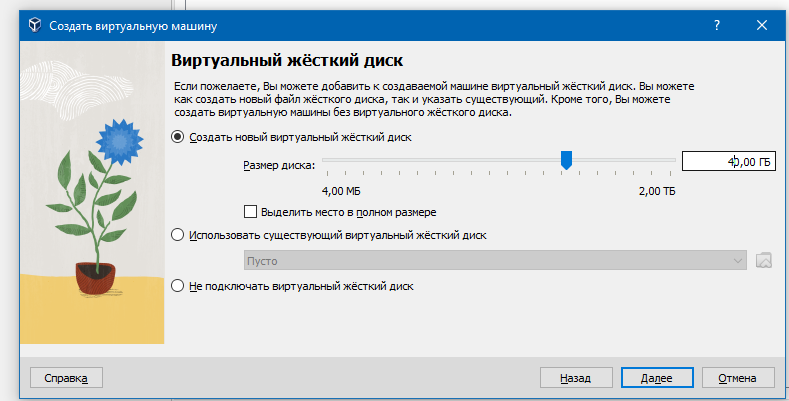 Создать виртуальную машину
Виртуальный жёсткий диск
Если пожелаете, Вы можете добавить к создаваемой машине виртуальный жёсткий диск. Вы можете
как создать новый файл жёсткого диска, так и указать существующий. Кроме того, Вы можете
создать виртуальную машины без виртуального жёсткого диска.
Создать новый виртуальный жёсткий диск
Размер диска: 40,00 ГБ
4,00 МБ 2,00 ТБ
Выделить место в полном размере
Использовать существующий виртуальный жёсткий диск
Пусто
Не подключать виртуальный жёсткий диск
Справка Назад Далее Отмена